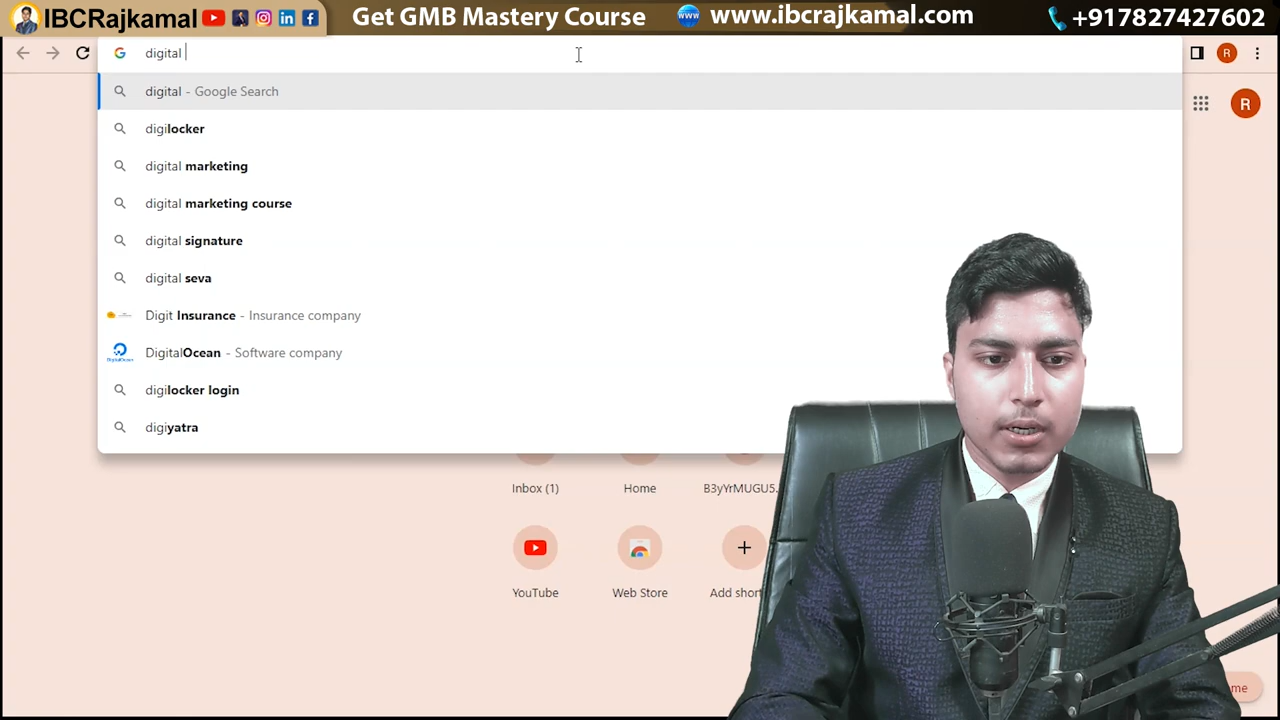 IBCRajkamal
Get GMB Mastery Course
www.ibcrajkamal.com
+917827427602
digital
R
digital - Google Search
R
digilocker
digital marketing
digital marketing course
digital signature
digital seva
Digit Insurance - Insurance company
DigitalOcean - Software company
digilocker login
digiyatra
Inbox (1)
Home
B3yYrMUGU5...
YouTube
Web Store
Add short
me